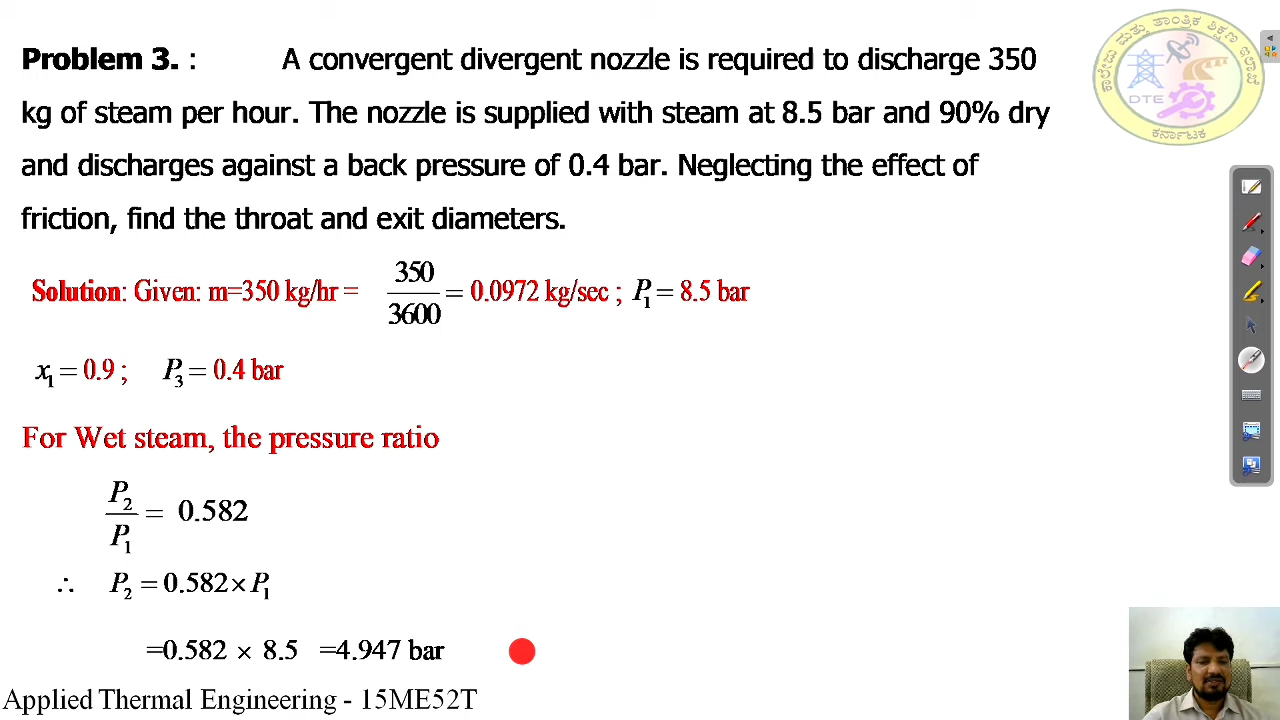 Problem 3. : A convergent divergent nozzle is required to discharge 350
kg of steam per hour. The nozzle is supplied with steam at 8.5 bar and 90% dry
and discharges against a back pressure of 0.4 bar. Neglecting the effect of
friction, find the throat and exit diameters.
ಕಾಲೇಜು ಮತ್ತು ತಾಂತ್ರಿಕ ಶಿಕ್ಷಣ ಇಲಾಖೆ
DTE
ಕರ್ನಾಟಕ
Solution: Given: m=350 kg/hr = 350/3600 = 0.0972 kg/sec ; P₁ = 8.5 bar
x₁ = 0.9 ; P₃ = 0.4 bar
For Wet steam, the pressure ratio
P₂/P₁ = 0.582
∴ P₂ = 0.582 × P₁
=0.582 × 8.5 =4.947 bar
Applied Thermal Engineering - 15ME52T